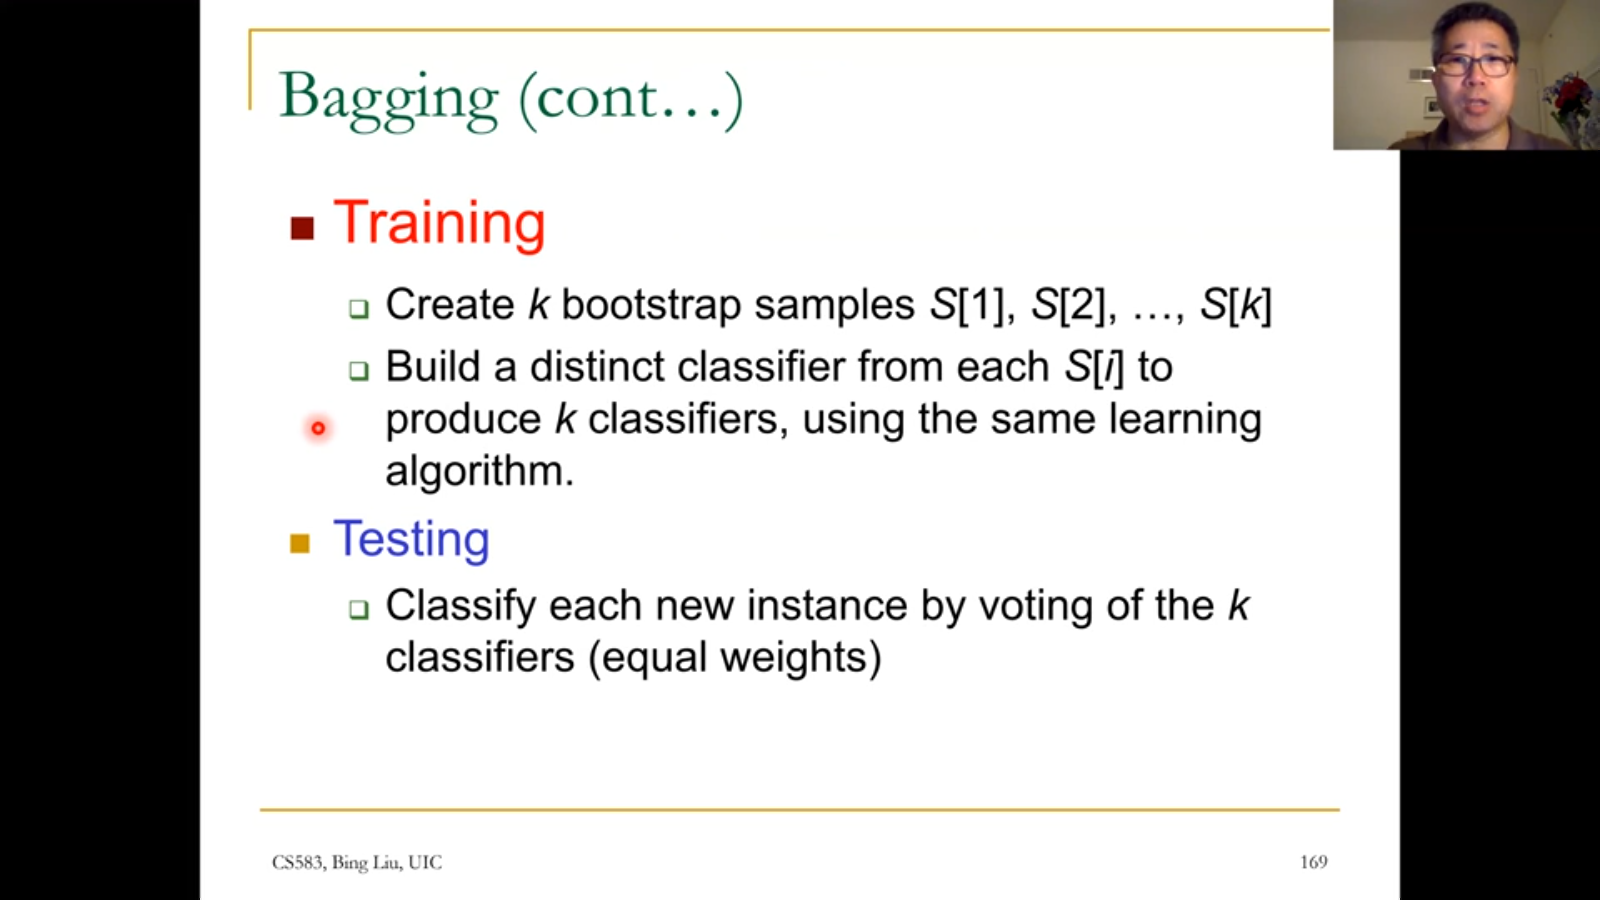 Bagging (cont…)
Training
Create k bootstrap samples S[1], S[2], …, S[k]
Build a distinct classifier from each S[i] to
produce k classifiers, using the same learning
algorithm.
Testing
Classify each new instance by voting of the k
classifiers (equal weights)
CS583, Bing Liu, UIC
169